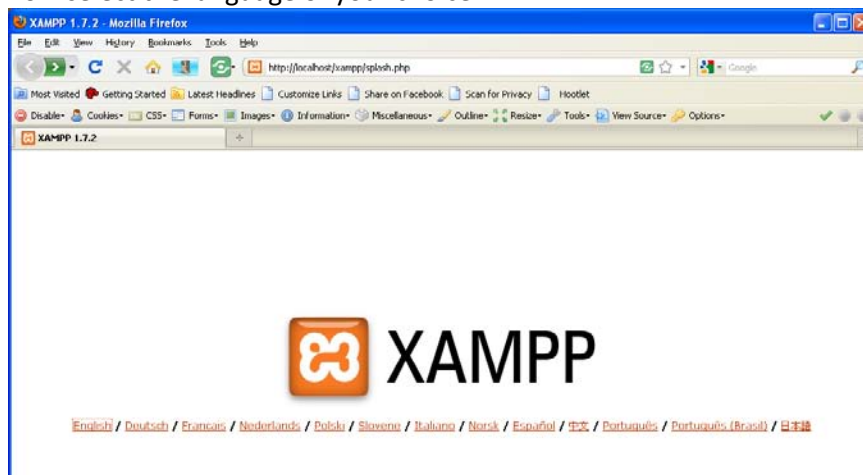 XAMPP 1.7.2 - Mozilla Firefox
File Edit View History Bookmarks Tools Help
http://localhost/xampp/splash.php Google
Most Visited Getting Started Latest Headlines Customize Links Share on Facebook Scan for Privacy Hootlet
Disable Cookies CSS Forms Images Information Miscellaneous Outline Resize Tools View Source Options
XAMPP 1.7.2
XAMPP
English / Deutsch / Francais / Nederlands / Polski / Slovene / Italiano / Norsk / Español / 中文 / Português / Português (Brasil) / 日本語